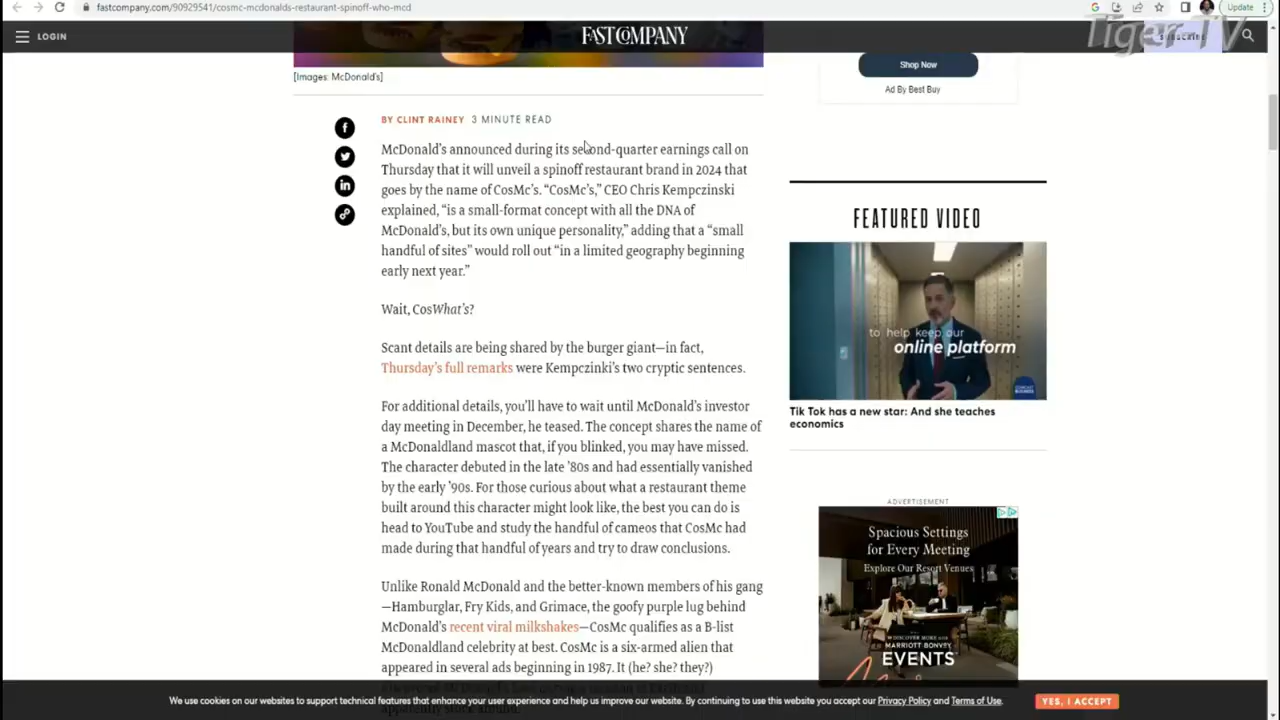 fastcompany.com/90929541/cosmc-mcdonalds-restaurant-spinoff-who-mcd
Update
LOGIN
FAST COMPANY
Tiger TV
[Images: McDonald's]
Shop Now
Ad By Best Buy
BY CLINT RAINEY 3 MINUTE READ
McDonald's announced during its second-quarter earnings call on
Thursday that it will unveil a spinoff restaurant brand in 2024 that
goes by the name of CosMc's. “CosMc's,” CEO Chris Kempczinski
explained, “is a small-format concept with all the DNA of
McDonald's, but its own unique personality,” adding that a “small
handful of sites” would roll out “in a limited geography beginning
early next year.”
Wait, CosWhat's?
Scant details are being shared by the burger giant—in fact,
Thursday's full remarks were Kempczinki's two cryptic sentences.
For additional details, you'll have to wait until McDonald's investor
day meeting in December, he teased. The concept shares the name of
a McDonaldland mascot that, if you blinked, you may have missed.
The character debuted in the late '80s and had essentially vanished
by the early '90s. For those curious about what a restaurant theme
built around this character might look like, the best you can do is
head to YouTube and study the handful of cameos that CosMc had
made during that handful of years and try to draw conclusions.
Unlike Ronald McDonald and the better-known members of his gang
—Hamburglar, Fry Kids, and Grimace, the goofy purple lug behind
McDonald's recent viral milkshakes—CosMc qualifies as a B-list
McDonaldland celebrity at best. CosMc is a six-armed alien that
appeared in several ads beginning in 1987. It (he? she? they?)
FEATURED VIDEO
to help keep our
online platform
Tik Tok has a new star: And she teaches
economics
ADVERTISEMENT
Spacious Settings
for Every Meeting
Explore Our Resort Venues
DISCOVER MORE WITH
MARRIOTT BONVOY
EVENTS
We use cookies on our websites to support technical features that enhance your user experience and help us improve our website. By continuing to use this website you accept our Privacy Policy and Terms of Use.
YES, I ACCEPT